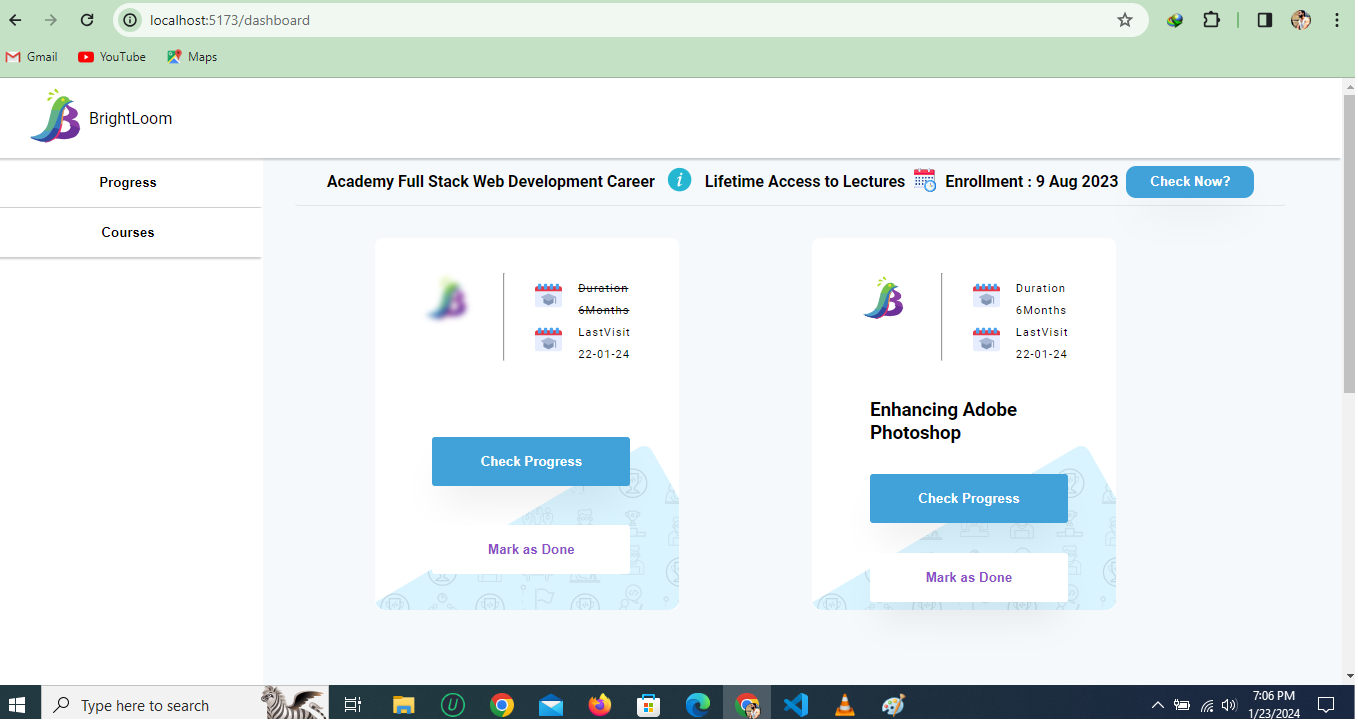 localhost:5173/dashboard
Gmail YouTube Maps
BrightLoom
Progress
Courses
Academy Full Stack Web Development Career i Lifetime Access to Lectures Enrollment : 9 Aug 2023 Check Now?
B
Duration
6Months
LastVisit
22-01-24
Check Progress
Mark as Done
B
Duration
6Months
LastVisit
22-01-24
Enhancing Adobe
Photoshop
Check Progress
Mark as Done
Type here to search
7:06 PM
1/23/2024